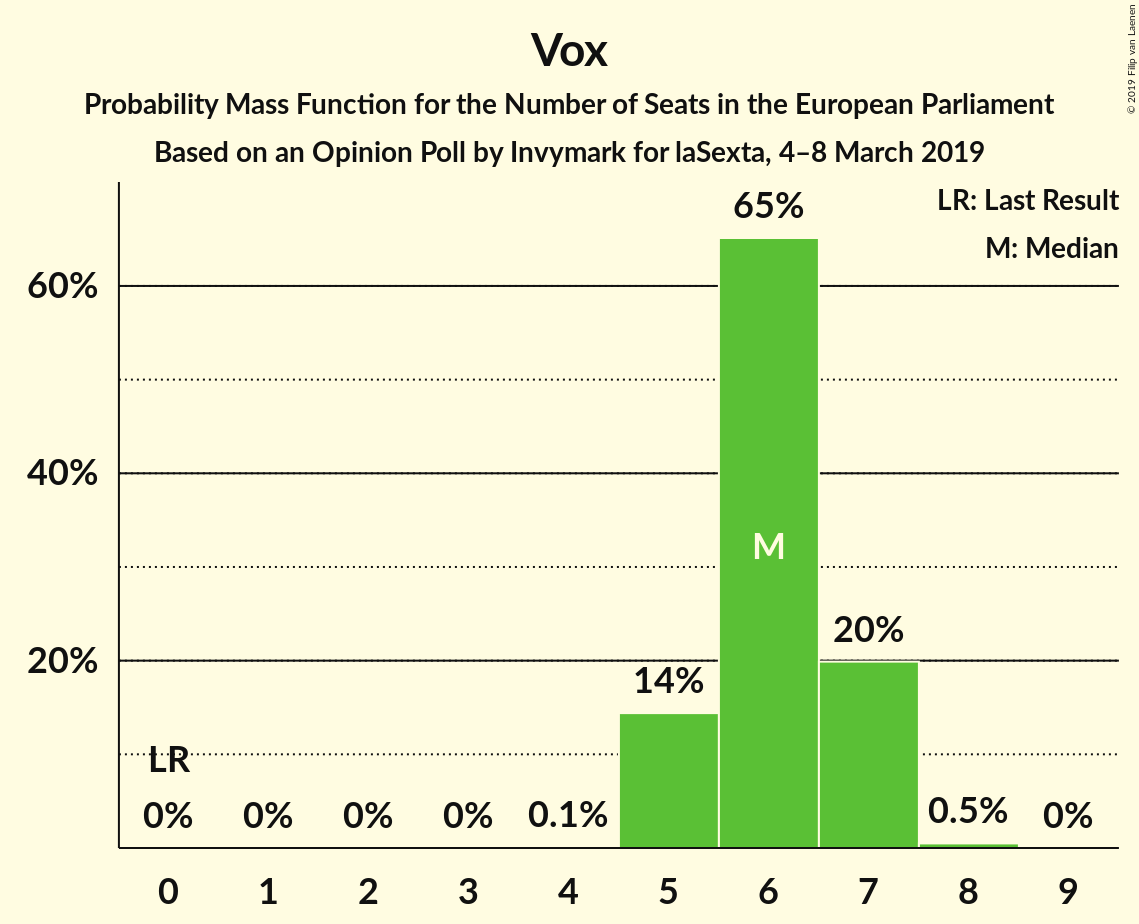 Vox
Probability Mass Function for the Number of Seats in the European Parliament
Based on an Opinion Poll by Invymark for laSexta, 4–8 March 2019
© 2019 Filip van Laenen
LR: Last Result
M: Median
65%
60%
40%
M
20%
20%
14%
LR
0% 0% 0% 0% 0.1% 0.5% 0%
0 1 2 3 4 5 6 7 8 9